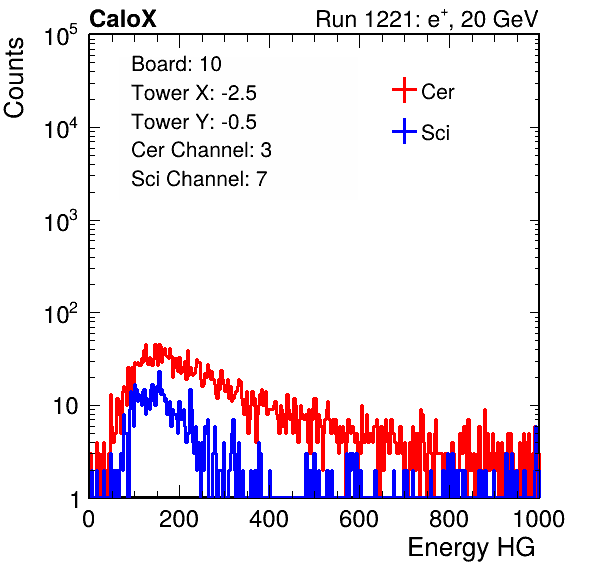 CaloX Run 1221: e⁺, 20 GeV
Counts
10⁵
10⁴
10³
10²
10
1
Board: 10
Tower X: -2.5
Tower Y: -0.5
Cer Channel: 3
Sci Channel: 7
Cer
Sci
0 200 400 600 800 1000
Energy HG